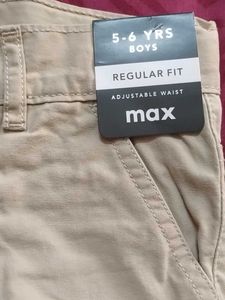 5-6 YRS
BOYS
REGULAR FIT
ADJUSTABLE WAIST
max